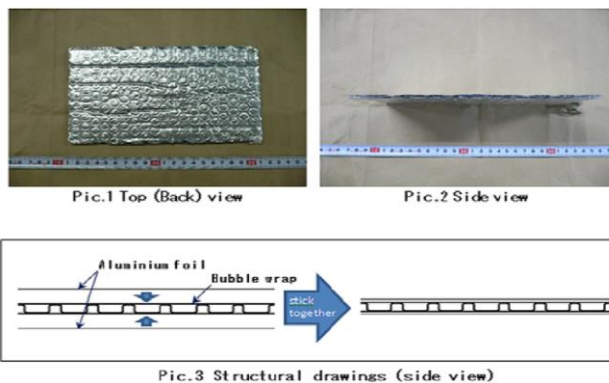 Pic.1 Top (Back) view
Pic.2 Side view
Aluminium foil
Bubble wrap
stick
together
Pic.3 Structural drawings (side view)